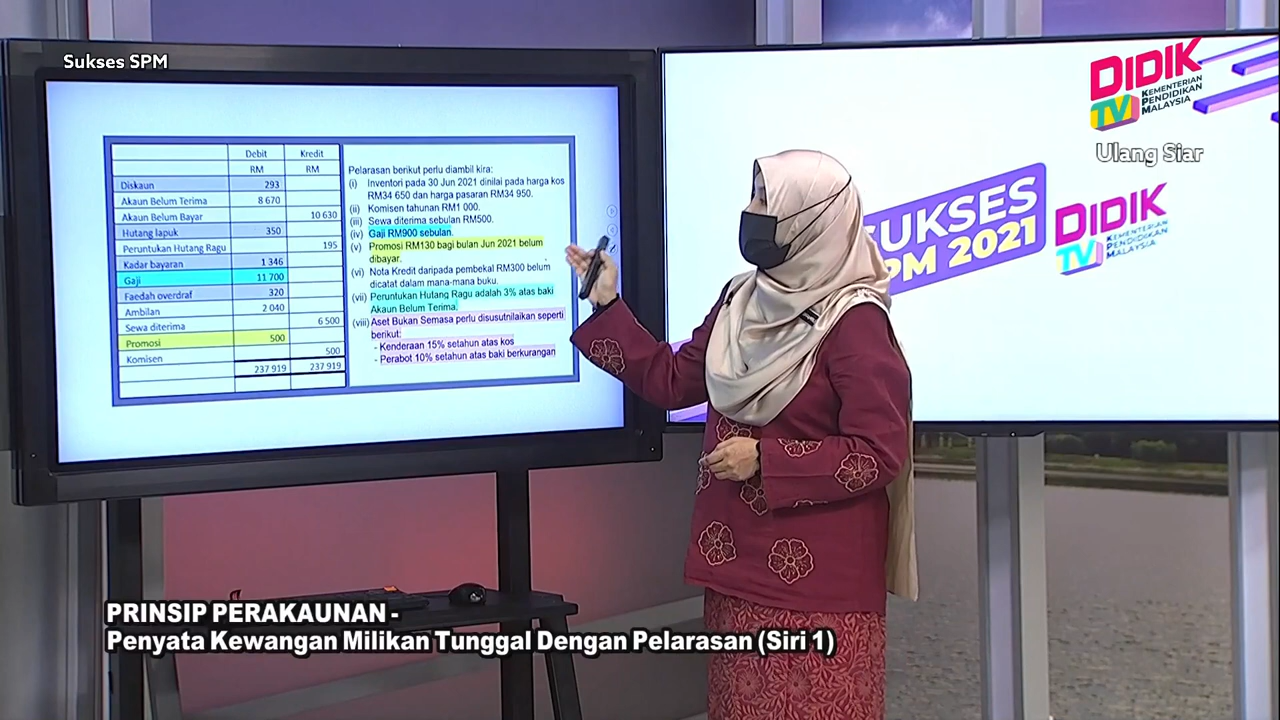 Sukses SPM
DIDIK
TV
KEMENTERIAN
PENDIDIKAN
MALAYSIA
Ulang Siar
Debit Kredit
RM RM
Diskaun 293
Akaun Belum Terima 8 670
Akaun Belum Bayar 10 630
Hutang lapuk 350
Peruntukan Hutang Ragu 195
Kadar bayaran 1 346
Gaji 11 700
Faedah overdraf 320
Ambilan 2 040
Sewa diterima 6 500
Promosi 500
Komisen 500
237 919 237 919
Pelarasan berikut perlu diambil kira:
(i) Inventori pada 30 Jun 2021 dinilai pada harga kos
RM34 650 dan harga pasaran RM34 950.
(ii) Komisen tahunan RM1 000.
(iii) Sewa diterima sebulan RM500.
(iv) Gaji RM900 sebulan.
(v) Promosi RM130 bagi bulan Jun 2021 belum
dibayar.
(vi) Nota Kredit daripada pembekal RM300 belum
dicatat dalam mana-mana buku.
(vii) Peruntukan Hutang Ragu adalah 3% atas baki
Akaun Belum Terima.
(viii) Aset Bukan Semasa perlu disusutnilaikan seperti
berikut:
- Kenderaan 15% setahun atas kos
- Perabot 10% setahun atas baki berkurangan
SUKSES
SPM 2021
DIDIK
TV
KEMENTERIAN
PENDIDIKAN
MALAYSIA
PRINSIP PERAKAUNAN -
Penyata Kewangan Milikan Tunggal Dengan Pelarasan (Siri 1)